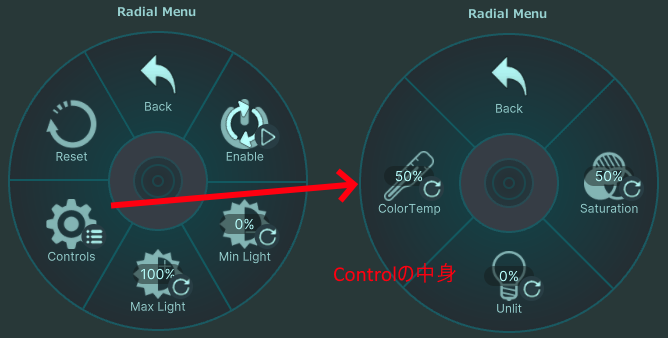 Radial Menu
Back
Reset
Enable
Controls
0%
Min Light
100%
Max Light
Radial Menu
Back
50%
ColorTemp
50%
Saturation
Controlの中身
0%
Unlit